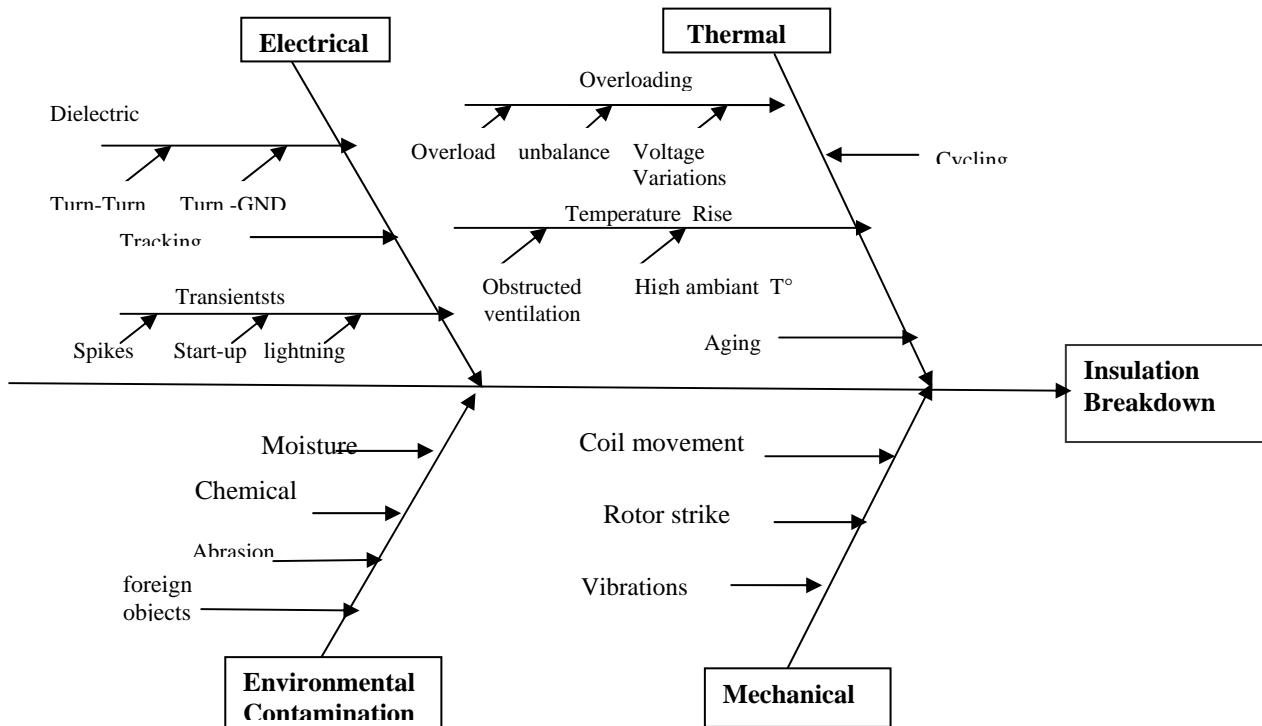 Electrical
Thermal
Overloading
Dielectric
Overload
unbalance
Voltage
Variations
Cycling
Turn-Turn
Turn -GND
Tracking
Temperature Rise
Obstructed
ventilation
High ambiant T°
Transientsts
Spikes
Start-up
lightning
Aging
Insulation
Breakdown
Moisture
Coil movement
Chemical
Rotor strike
Abrasion
foreign
objects
Vibrations
Environmental
Contamination
Mechanical